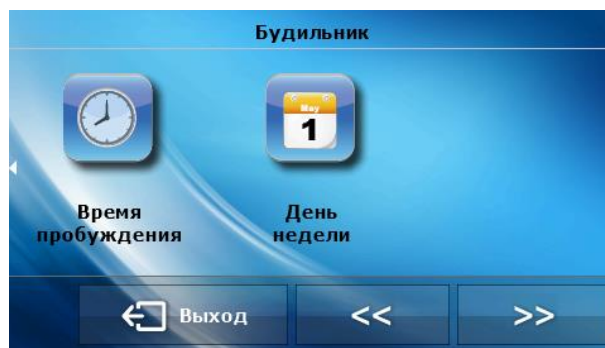 Будильник
May
1
Время
пробуждения
День
недели
Выход
<<
>>